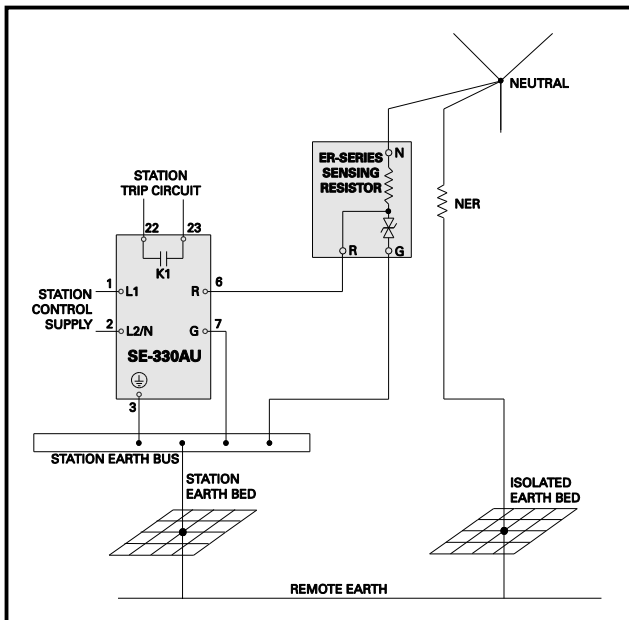 NEUTRAL
ER-SERIES
SENSING
RESISTOR
N
R
G
NER
STATION
TRIP CIRCUIT
22
23
K1
1
L1
R
6
STATION
CONTROL
SUPPLY
2
L2/N
G
7
SE-330AU
3
STATION EARTH BUS
STATION
EARTH BED
ISOLATED
EARTH BED
REMOTE EARTH